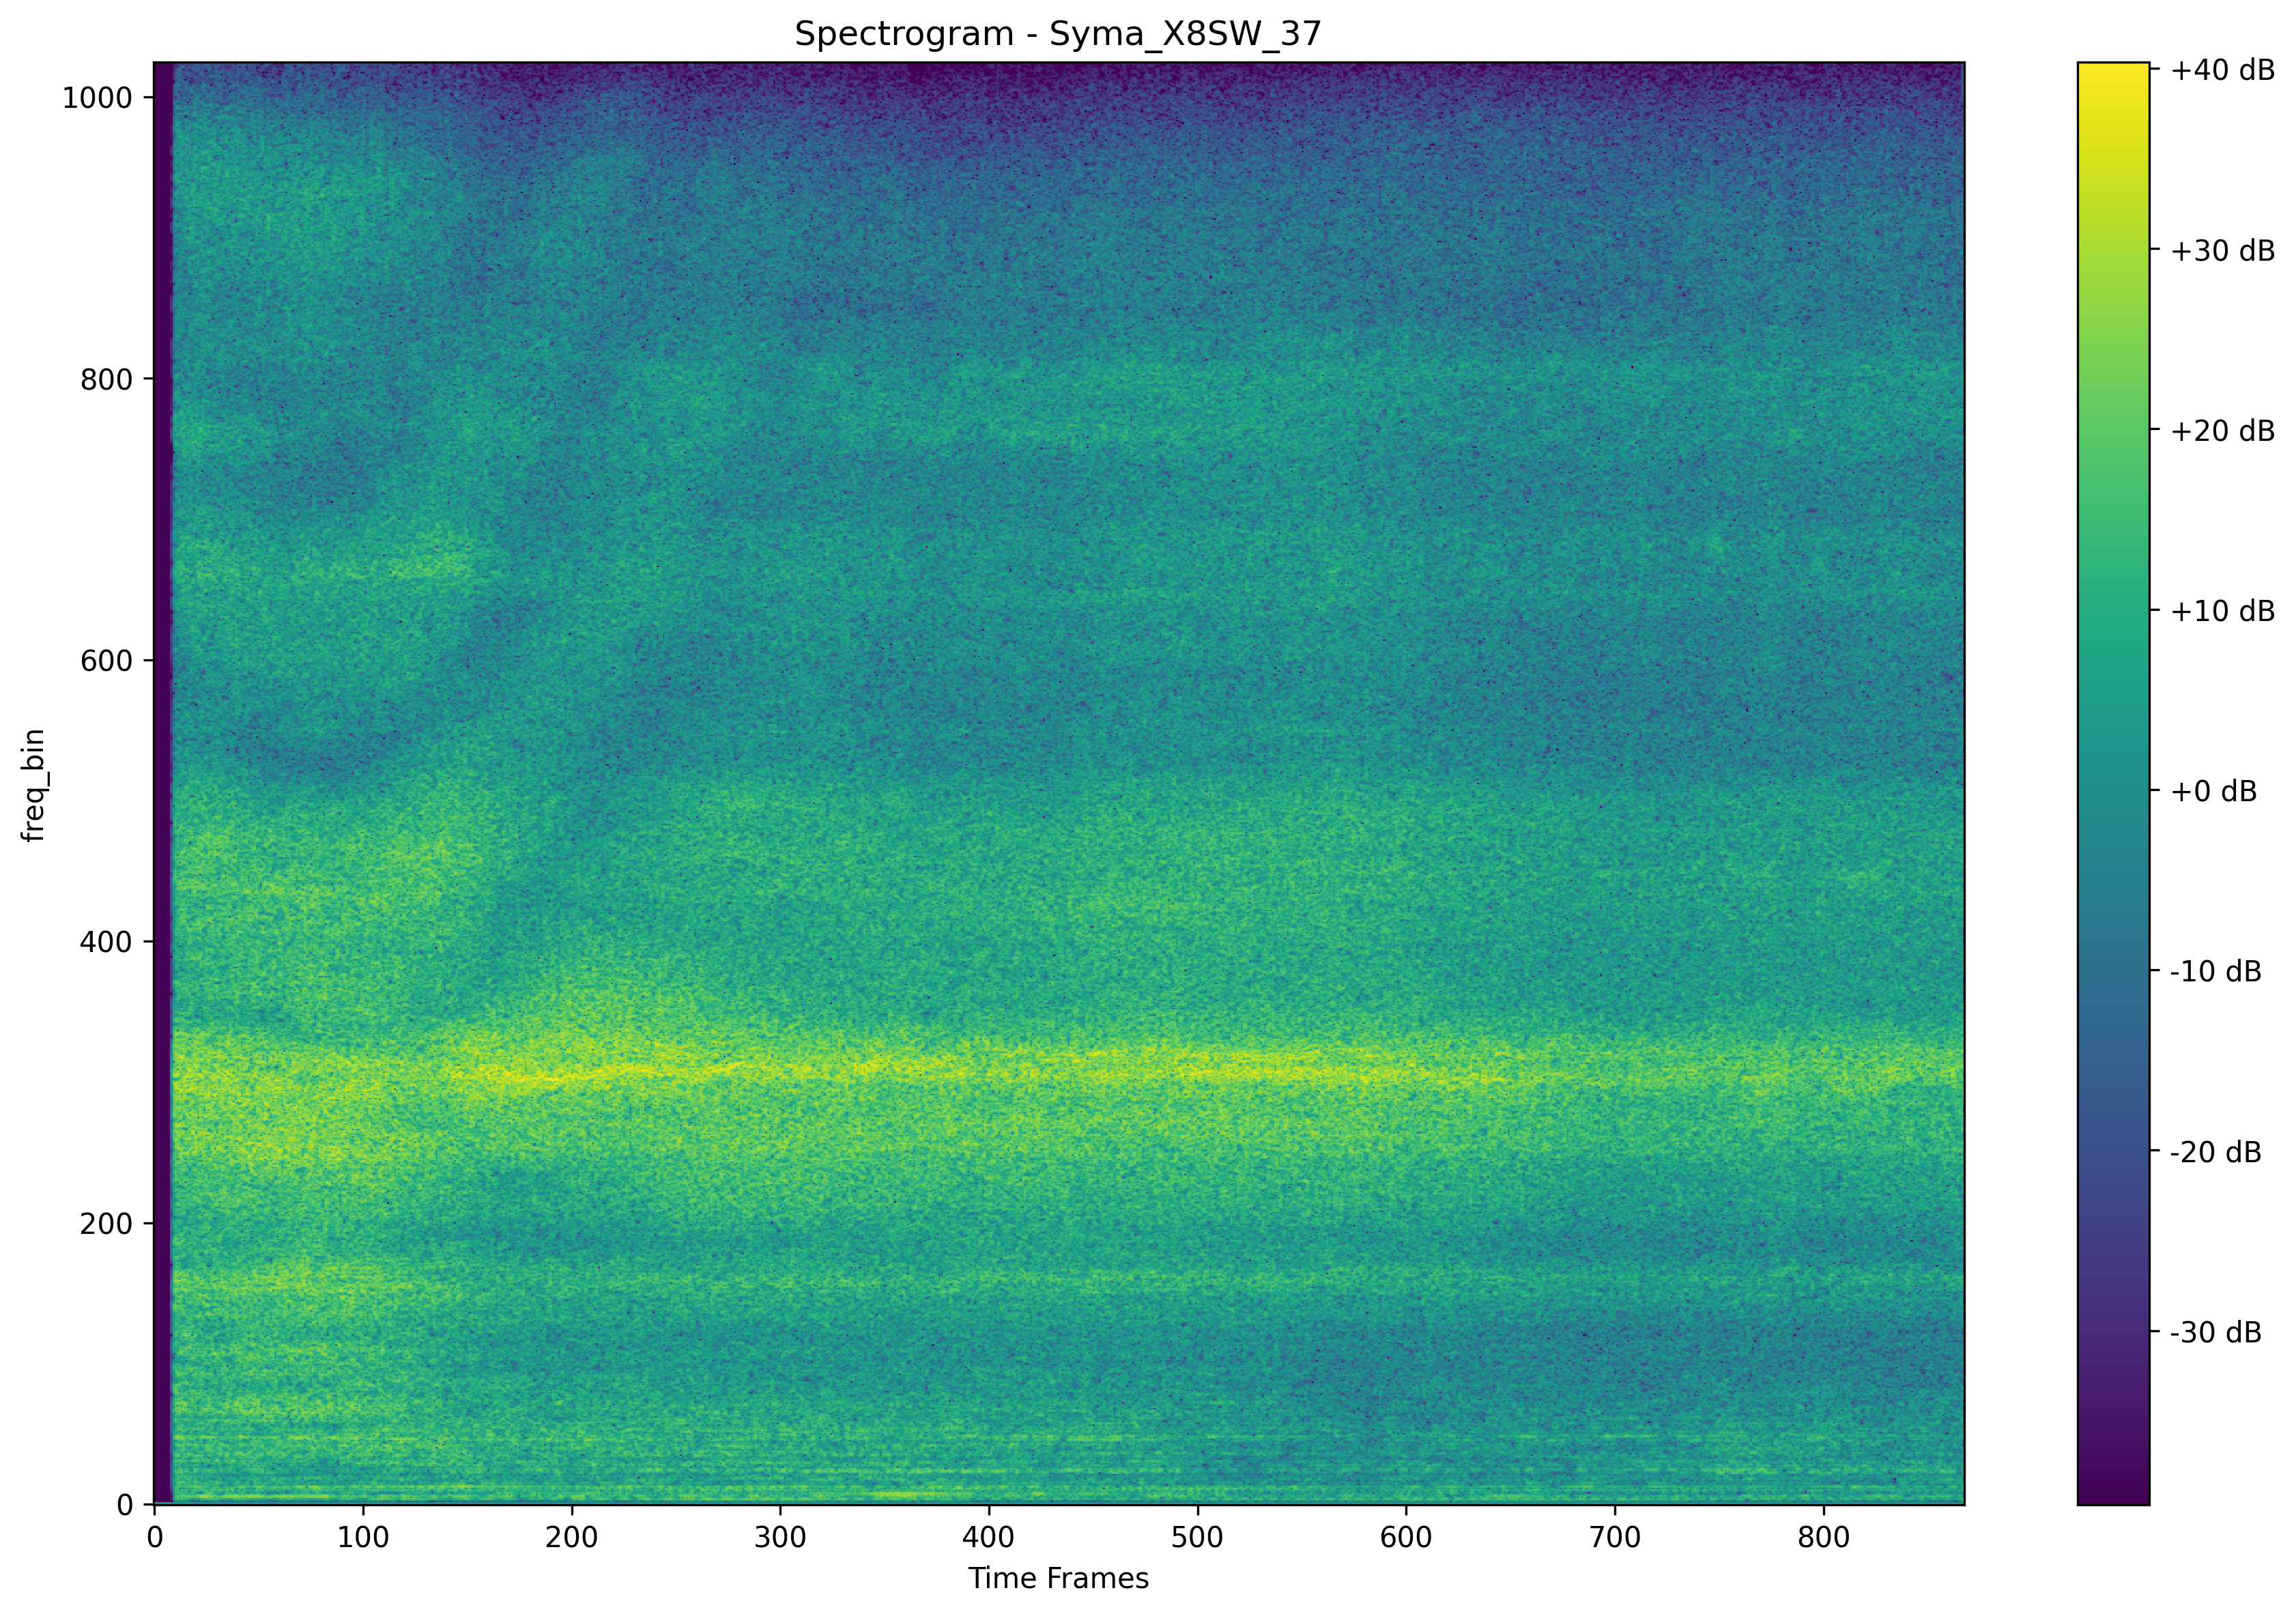 Spectrogram - Syma_X8SW_37
freq_bin
1000
800
600
400
200
0
0 100 200 300 400 500 600 700 800
Time Frames
+40 dB
+30 dB
+20 dB
+10 dB
+0 dB
-10 dB
-20 dB
-30 dB